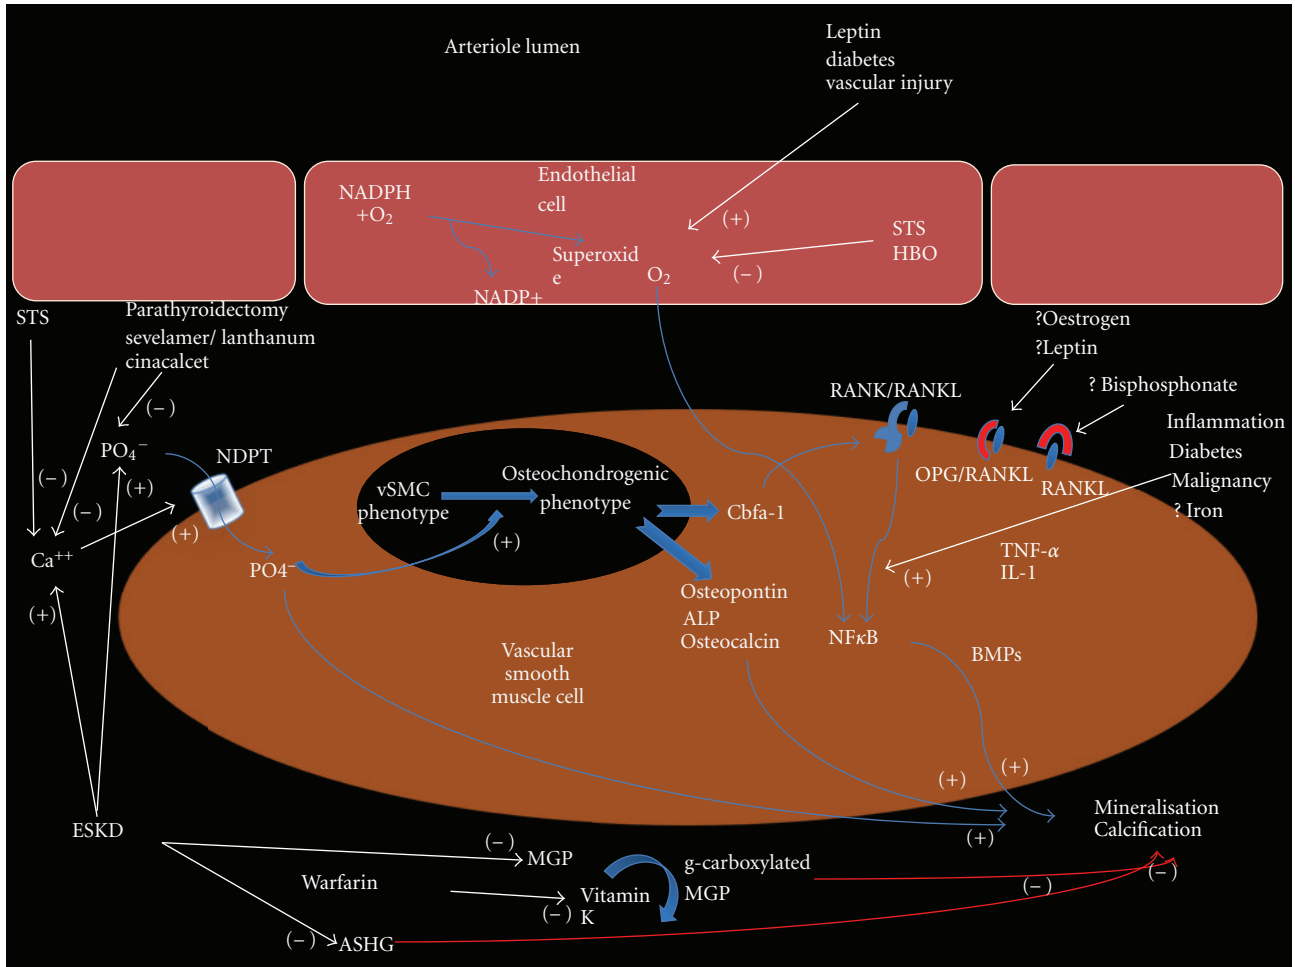 Arteriole lumen
Leptin
diabetes
vascular injury
NADPH
+O₂
Endothelial
cell
(+)
STS
HBO
Superoxid
e
O₂
(−)
NADP+
STS
Parathyroidectomy
sevelamer/ lanthanum
cinacalcet
?Oestrogen
?Leptin
? Bisphosphonate
RANK/RANKL
Inflammation
Diabetes
Malignancy
? Iron
(−)
PO₄⁻
NDPT
(−)
(+)
(−)
(+)
Ca⁺⁺
(+)
vSMC
phenotype
Osteochondrogenic
phenotype
(+)
Cbfa-1
OPG/RANKL
RANKL
PO4⁻
TNF-α
IL-1
(+)
Osteopontin
ALP
Osteocalcin
NFκB
BMPs
Vascular
smooth
muscle cell
(+)
(+)
(+)
Mineralisation
Calcification
ESKD
(−)
MGP
g-carboxylated
MGP
Warfarin
(−)
Vitamin
K
(−)
(−)
(−)
ASHG